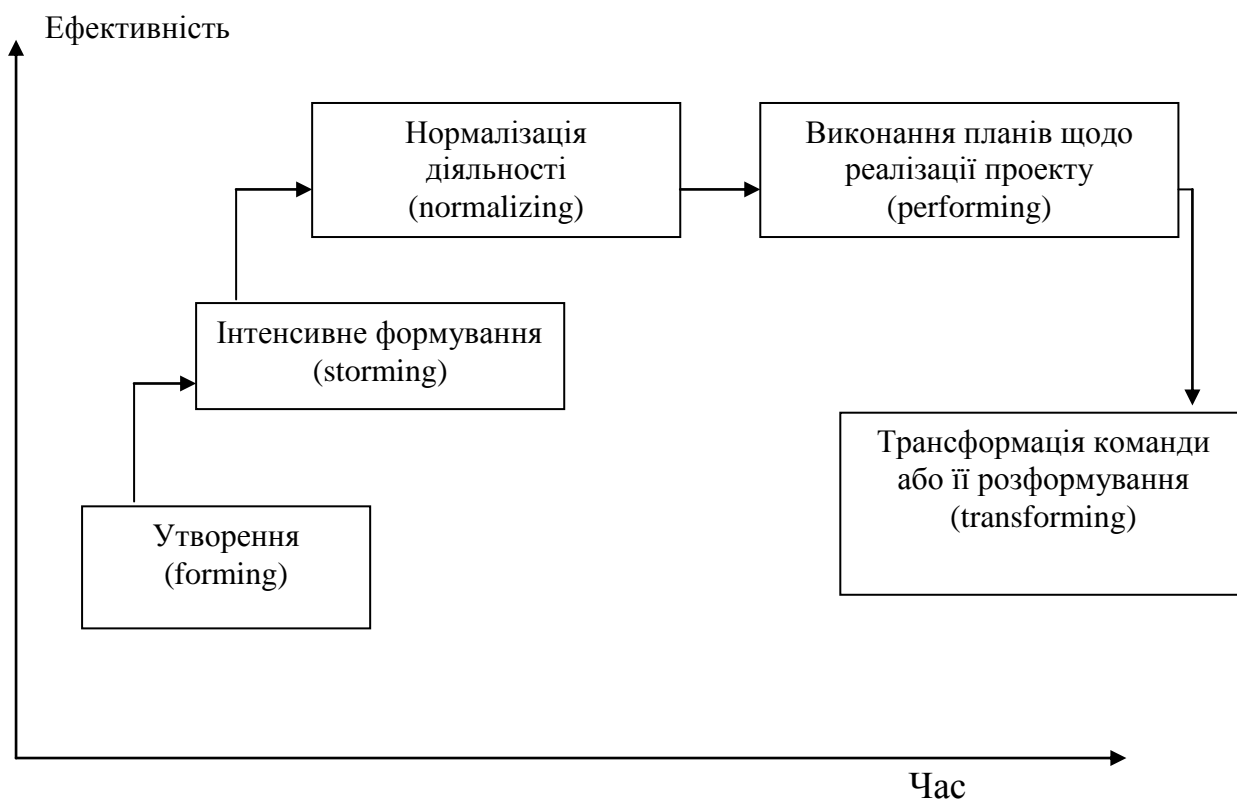 Ефективність
Нормалізація
діяльності
(normalizing)
Виконання планів щодо
реалізації проекту
(performing)
Інтенсивне формування
(storming)
Трансформація команди
або її розформування
(transforming)
Утворення
(forming)
Час